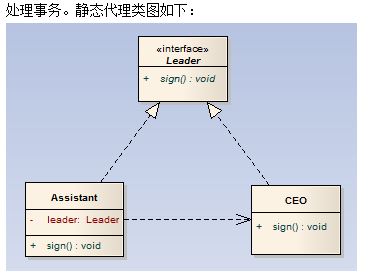 处理事务。静态代理类图如下：
«interface»
Leader
+ sign() : void
Assistant
- leader: Leader
+ sign() : void
CEO
+ sign() : void